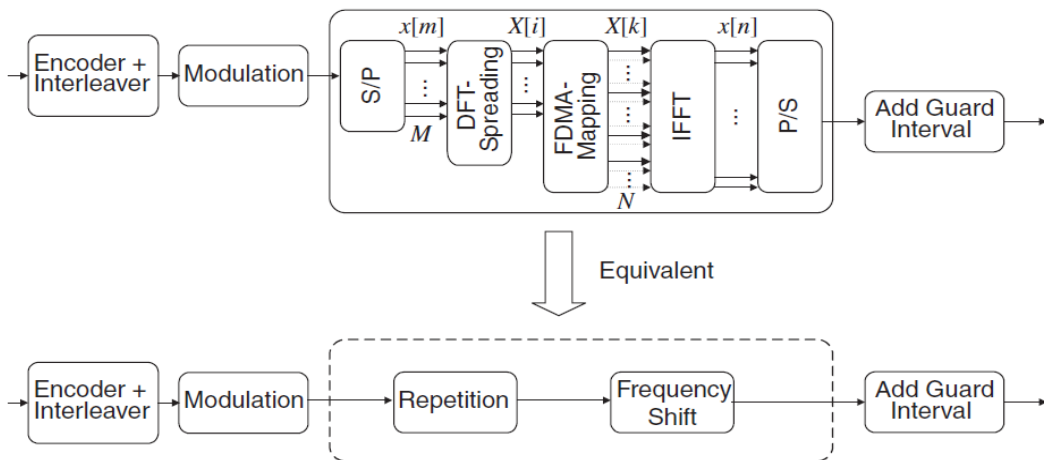 x[m] X[i] X[k] x[n]
Encoder +
Interleaver
Modulation
S/P
M
DFT-
Spreading
FDMA-
Mapping
N
IFFT
P/S
Add Guard
Interval
Equivalent
Encoder +
Interleaver
Modulation
Repetition
Frequency
Shift
Add Guard
Interval